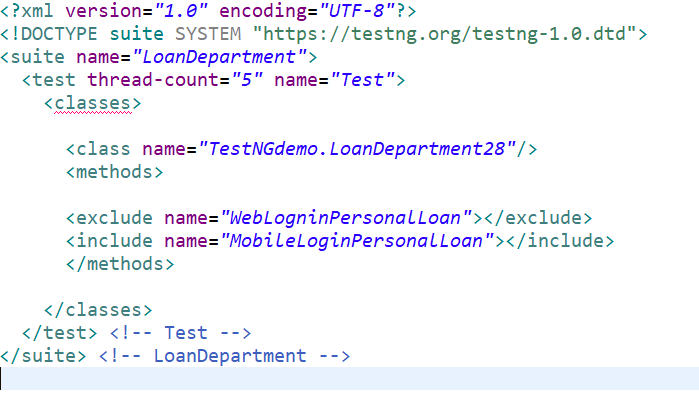 <?xml version="1.0" encoding="UTF-8"?>
<!DOCTYPE suite SYSTEM "https://testng.org/testng-1.0.dtd">
<suite name="LoanDepartment">
  <test thread-count="5" name="Test">
    <classes>

      <class name="TestNGdemo.LoanDepartment28"/>
      <methods>

      <exclude name="WebLogninPersonalLoan"></exclude>
      <include name="MobileLoginPersonalLoan"></include>
      </methods>

    </classes>
  </test> <!-- Test -->
</suite> <!-- LoanDepartment -->